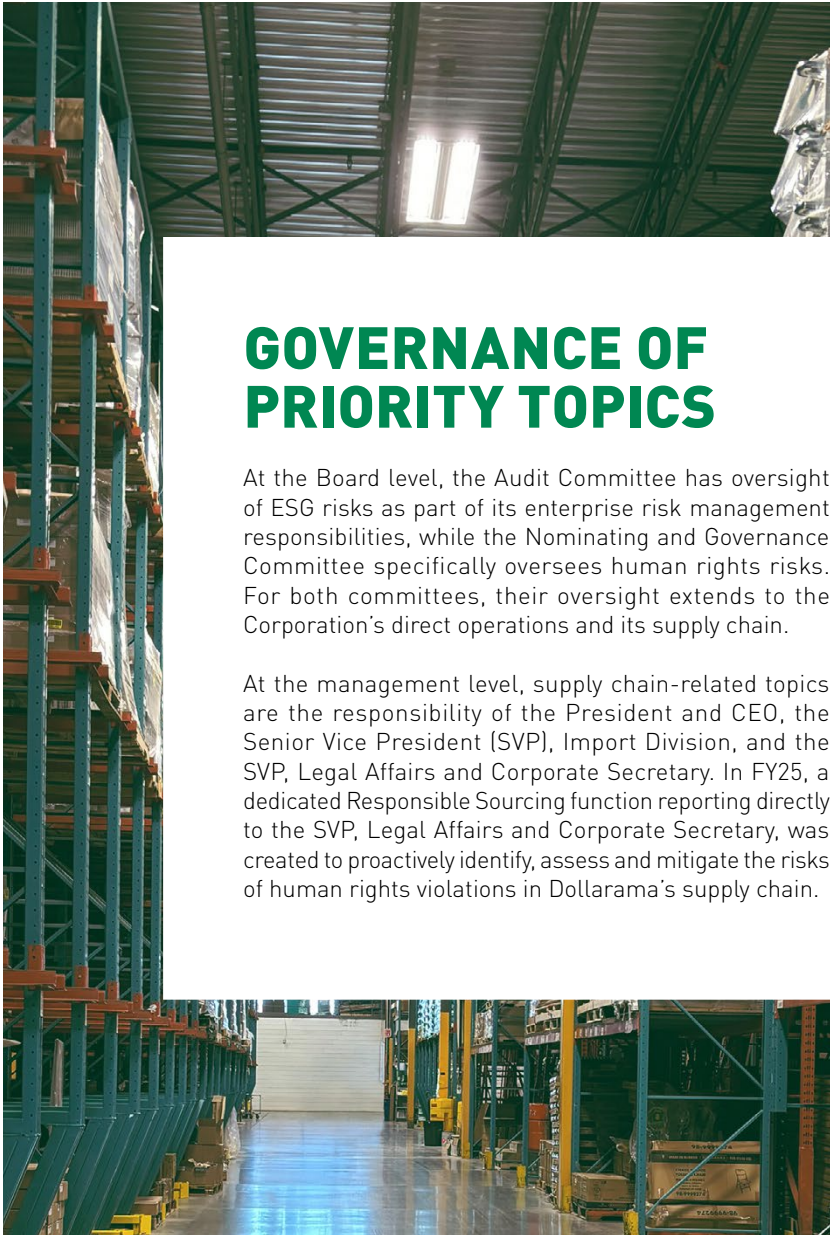 GOVERNANCE OF
PRIORITY TOPICS
At the Board level, the Audit Committee has oversight
of ESG risks as part of its enterprise risk management
responsibilities, while the Nominating and Governance
Committee specifically oversees human rights risks.
For both committees, their oversight extends to the
Corporation’s direct operations and its supply chain.
At the management level, supply chain-related topics
are the responsibility of the President and CEO, the
Senior Vice President (SVP), Import Division, and the
SVP, Legal Affairs and Corporate Secretary. In FY25, a
dedicated Responsible Sourcing function reporting directly
to the SVP, Legal Affairs and Corporate Secretary, was
created to proactively identify, assess and mitigate the risks
of human rights violations in Dollarama’s supply chain.